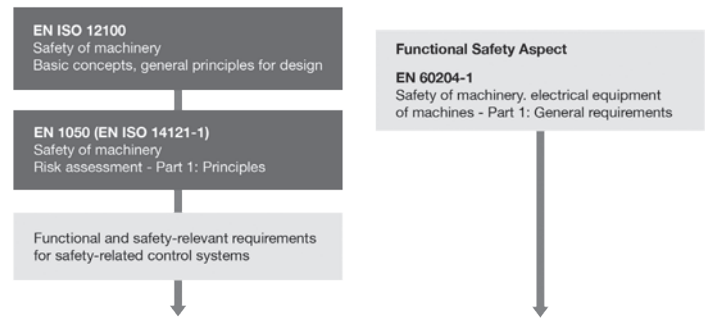 EN ISO 12100
Safety of machinery
Basic concepts, general principles for design
EN 1050 (EN ISO 14121-1)
Safety of machinery
Risk assessment - Part 1: Principles
Functional and safety-relevant requirements
for safety-related control systems
Functional Safety Aspect
EN 60204-1
Safety of machinery. electrical equipment
of machines - Part 1: General requirements